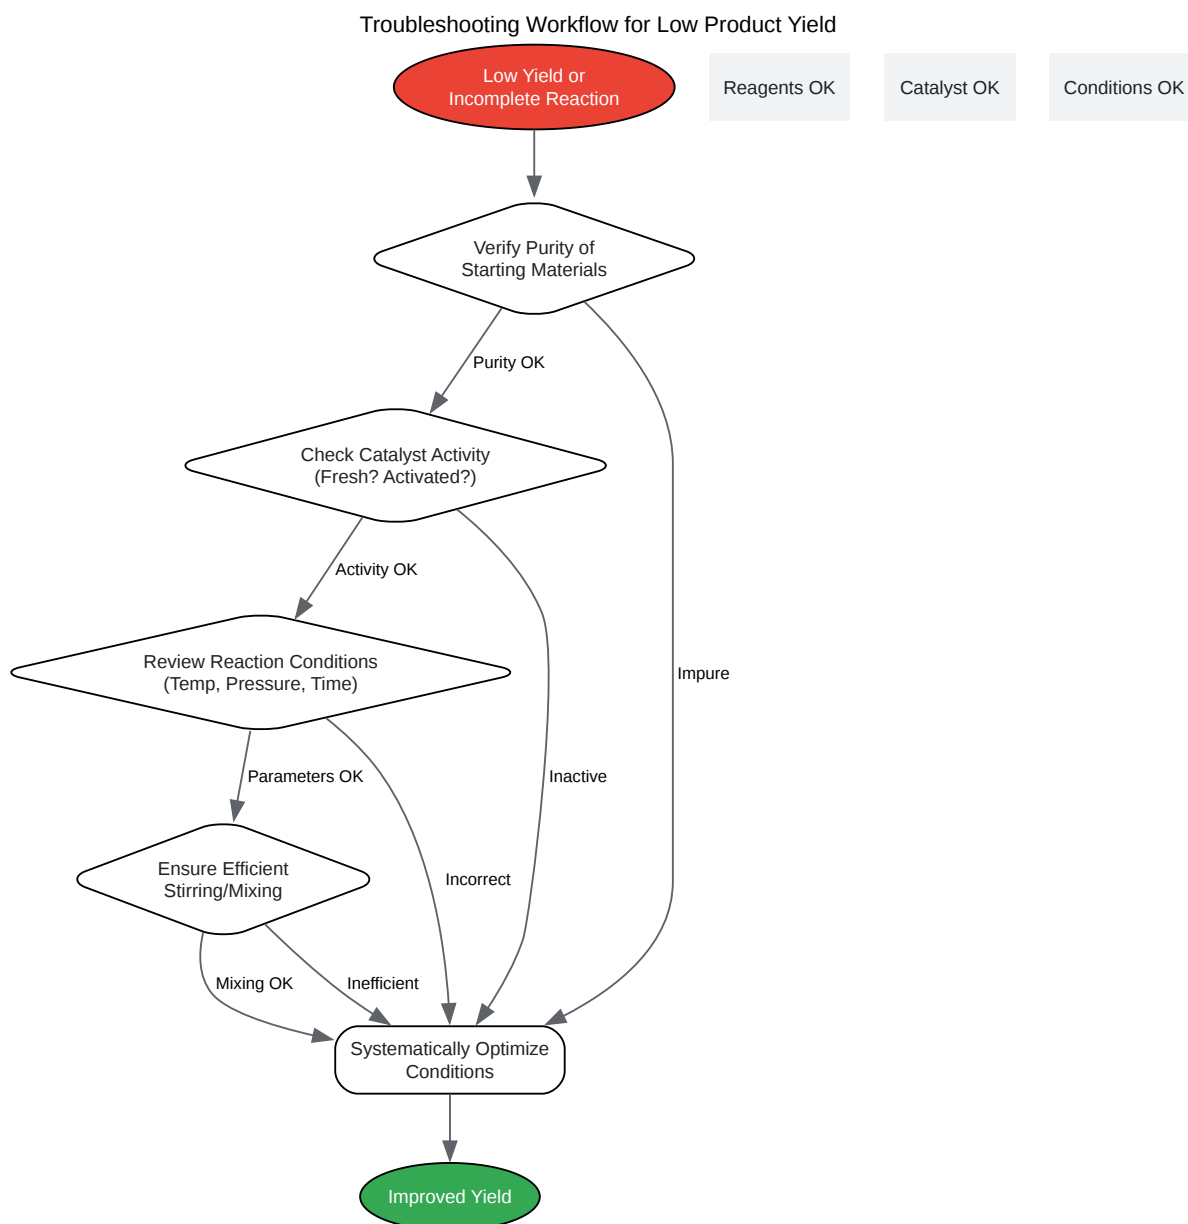 Troubleshooting Workflow for Low Product Yield
Low Yield or
Incomplete Reaction
Reagents OK
Catalyst OK
Conditions OK
Verify Purity of
Starting Materials
Purity OK
Check Catalyst Activity
(Fresh? Activated?)
Activity OK
Review Reaction Conditions
(Temp, Pressure, Time)
Impure
Parameters OK
Inactive
Ensure Efficient
Stirring/Mixing
Incorrect
Mixing OK
Inefficient
Systematically Optimize
Conditions
Improved Yield